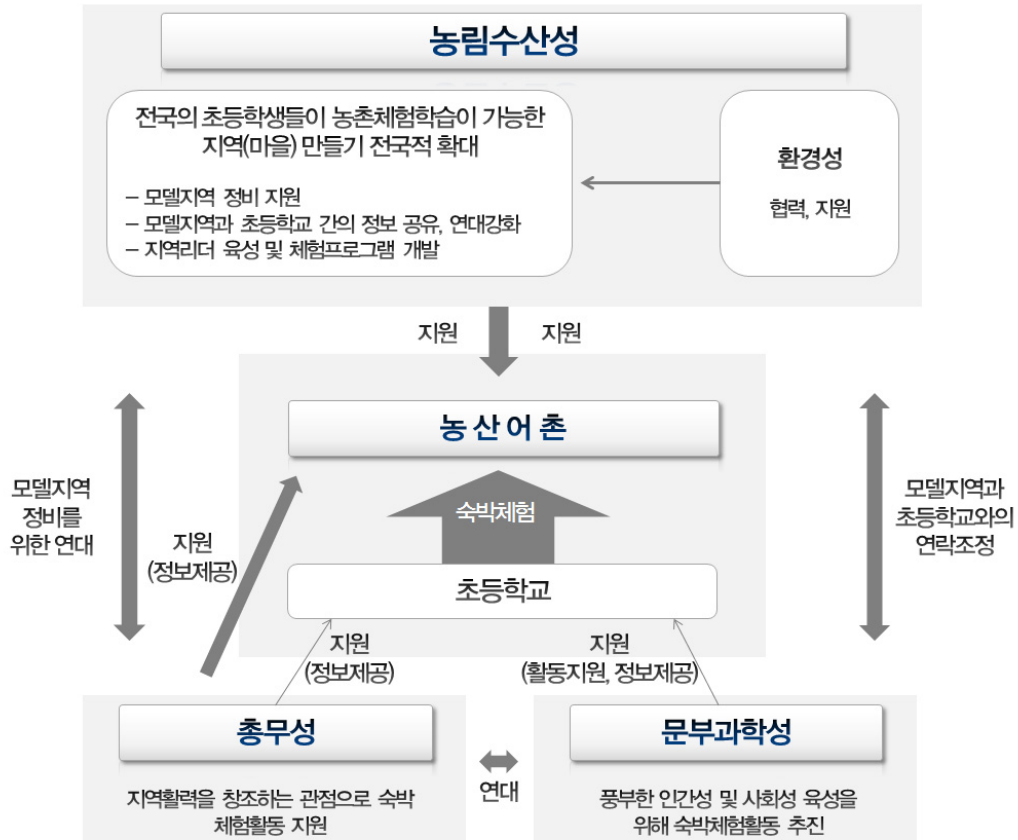 농림수산성
전국의 초등학생들이 농촌체험학습이 가능한
지역(마을) 만들기 전국적 확대
– 모델지역 정비 지원
– 모델지역과 초등학교 간의 정보 공유, 연대강화
– 지역리더 육성 및 체험프로그램 개발
환경성
협력, 지원
지원
지원
농산어촌
숙박체험
초등학교
모델지역
정비를
위한 연대
지원
(정보제공)
모델지역과
초등학교와의
연락조정
지원
(정보제공)
지원
(활동지원, 정보제공)
총무성
지역활력을 창조하는 관점으로 숙박
체험활동 지원
연대
문부과학성
풍부한 인간성 및 사회성 육성을
위해 숙박체험활동 추진